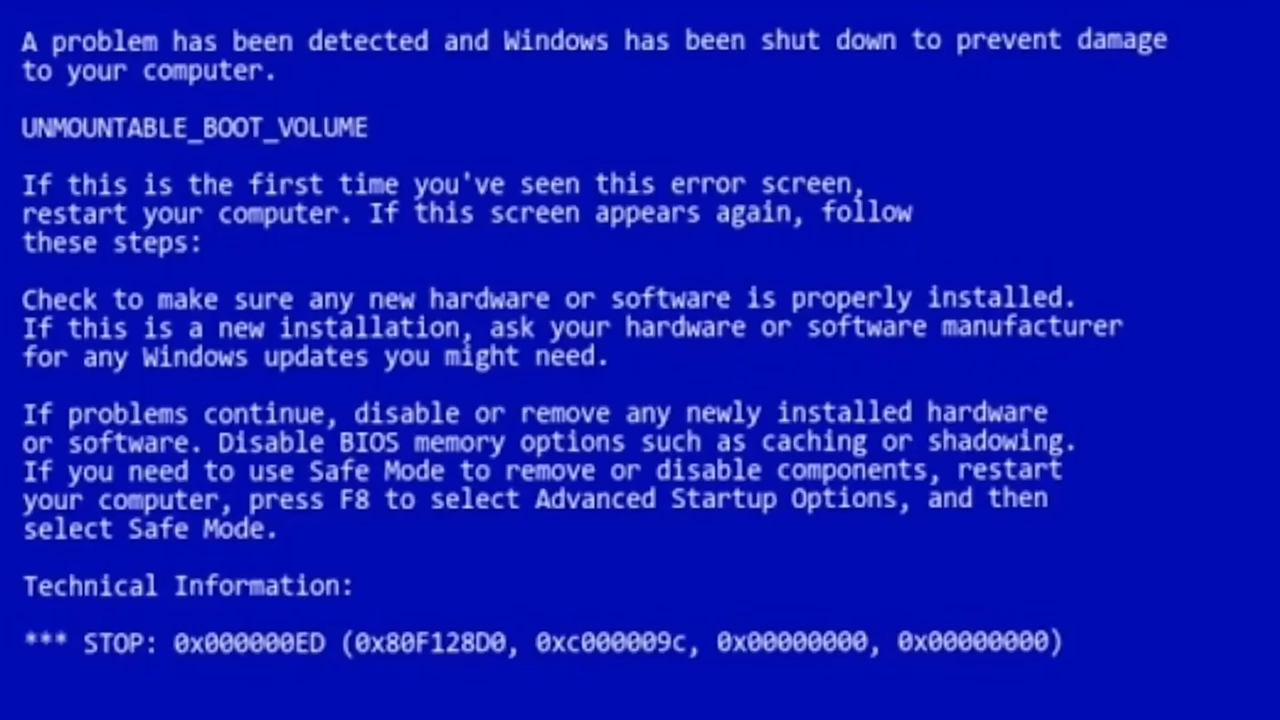 A problem has been detected and Windows has been shut down to prevent damage
to your computer.
UNMOUNTABLE_BOOT_VOLUME
If this is the first time you've seen this error screen,
restart your computer. If this screen appears again, follow
these steps:
Check to make sure any new hardware or software is properly installed.
If this is a new installation, ask your hardware or software manufacturer
for any Windows updates you might need.
If problems continue, disable or remove any newly installed hardware
or software. Disable BIOS memory options such as caching or shadowing.
If you need to use Safe Mode to remove or disable components, restart
your computer, press F8 to select Advanced Startup Options, and then
select Safe Mode.
Technical Information:
*** STOP: 0x000000ED (0x80F128D0, 0xc000009c, 0x00000000, 0x00000000)